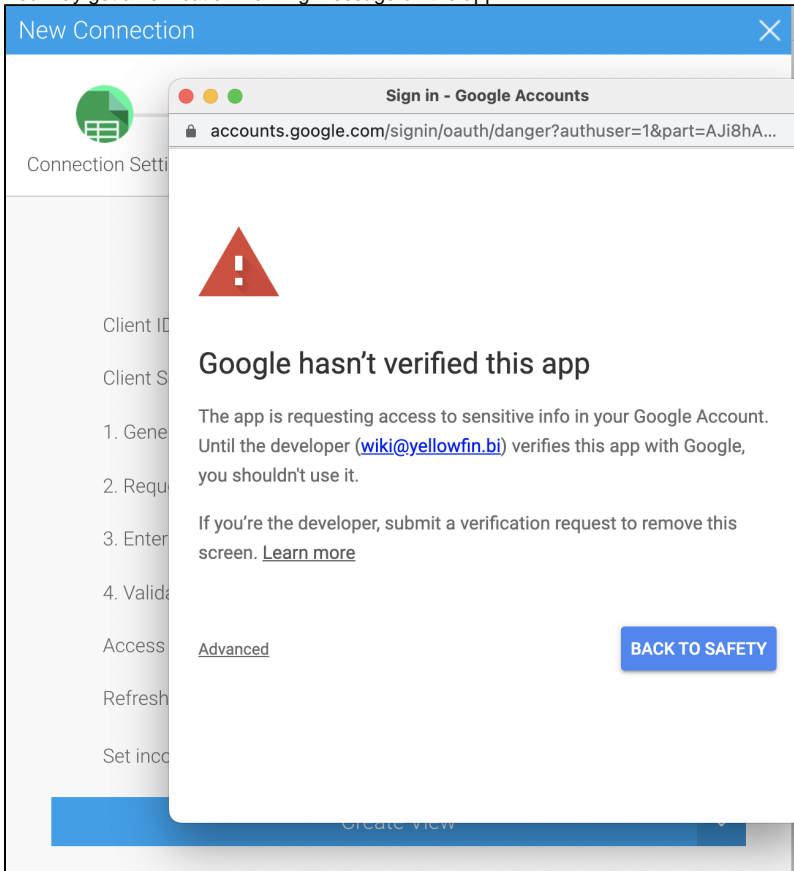 New Connection
Sign in - Google Accounts
accounts.google.com/signin/oauth/danger?authuser=1&part=AJi8hA...
Connection Setti
Google hasn't verified this app
The app is requesting access to sensitive info in your Google Account.
Until the developer (wiki@yellowfin.bi) verifies this app with Google,
you shouldn't use it.
If you're the developer, submit a verification request to remove this
screen. Learn more
Advanced
BACK TO SAFETY
Client ID
Client S
1. Gene
2. Requ
3. Enter
4. Valida
Access
Refresh
Set inco
Create View